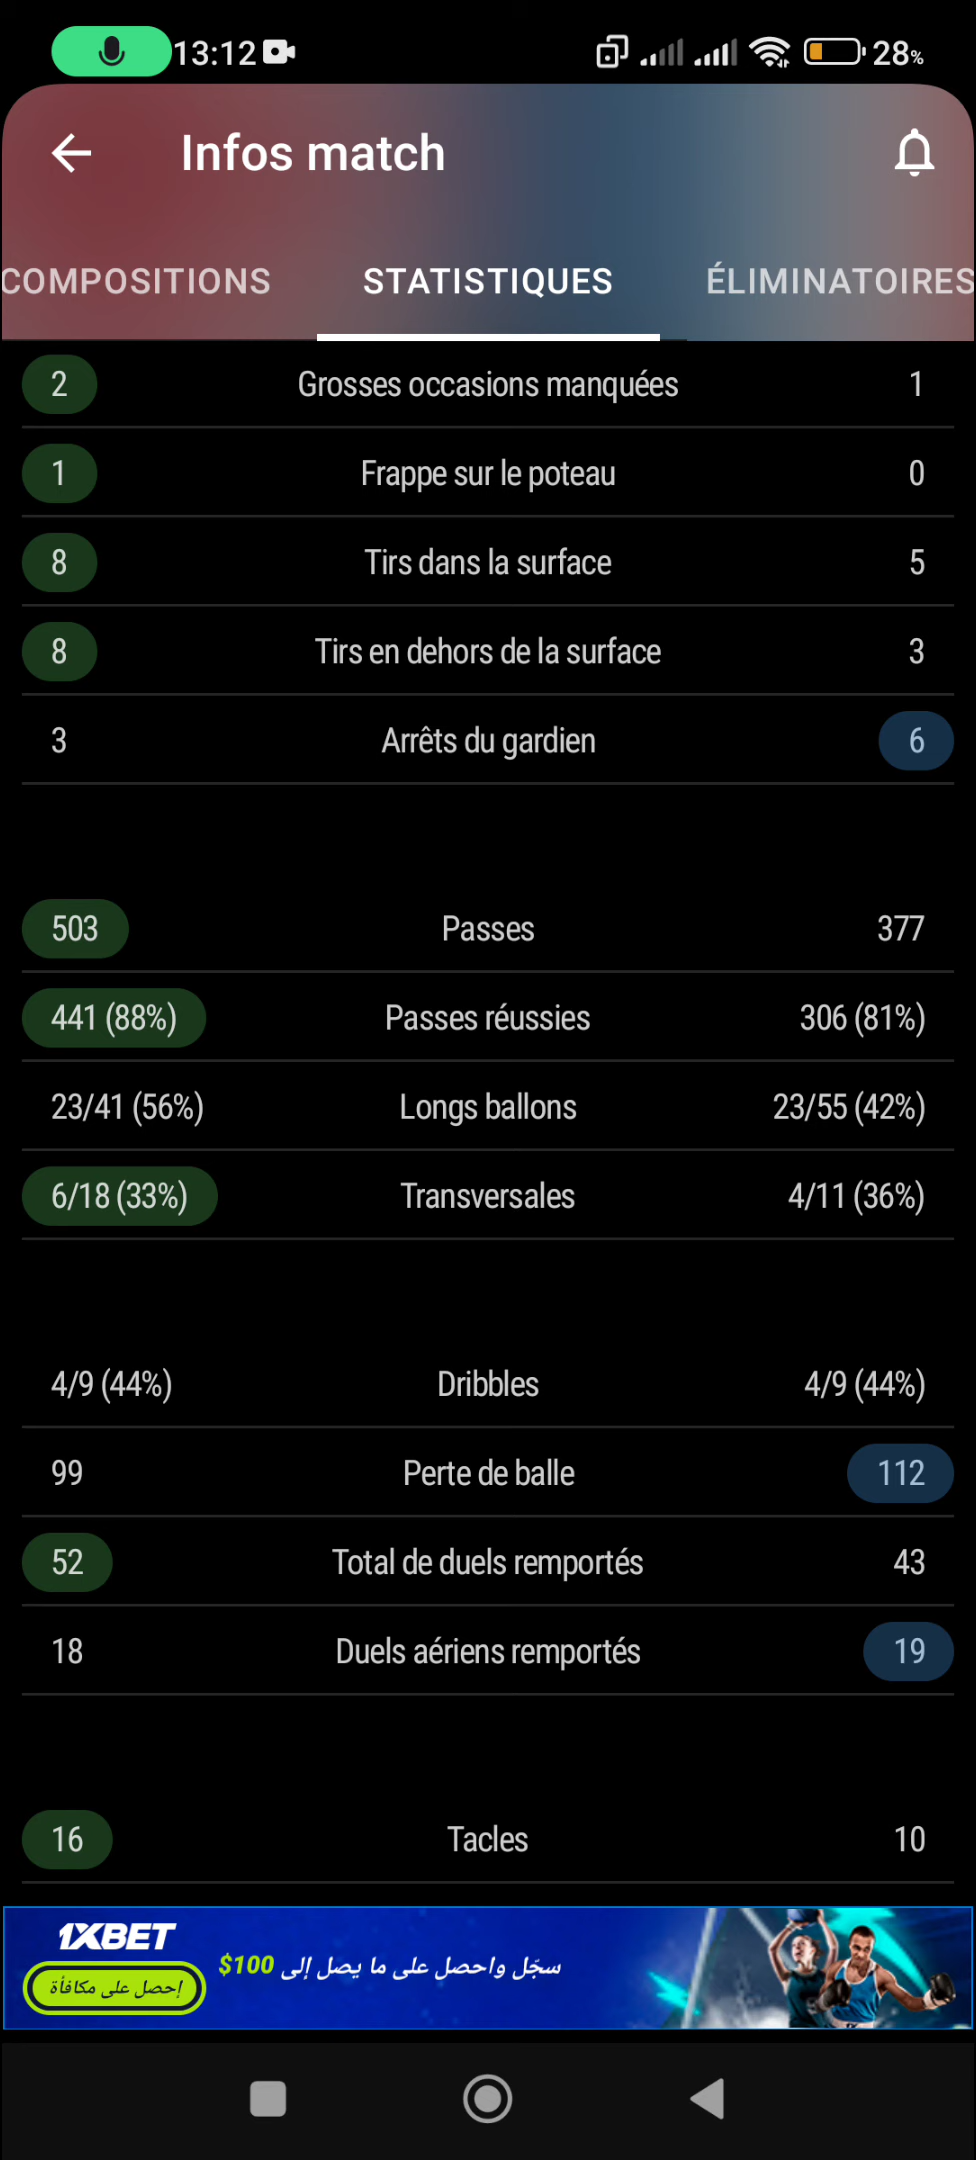 13:12 28%
Infos match
COMPOSITIONS STATISTIQUES ÉLIMINATOIRES
2 Grosses occasions manquées 1
1 Frappe sur le poteau 0
8 Tirs dans la surface 5
8 Tirs en dehors de la surface 3
3 Arrêts du gardien 6
503 Passes 377
441 (88%) Passes réussies 306 (81%)
23/41 (56%) Longs ballons 23/55 (42%)
6/18 (33%) Transversales 4/11 (36%)
4/9 (44%) Dribbles 4/9 (44%)
99 Perte de balle 112
52 Total de duels remportés 43
18 Duels aériens remportés 19
16 Tacles 10
1XBET
سجّل واحصل على ما يصل إلى 100$
إحصل على مكافأة